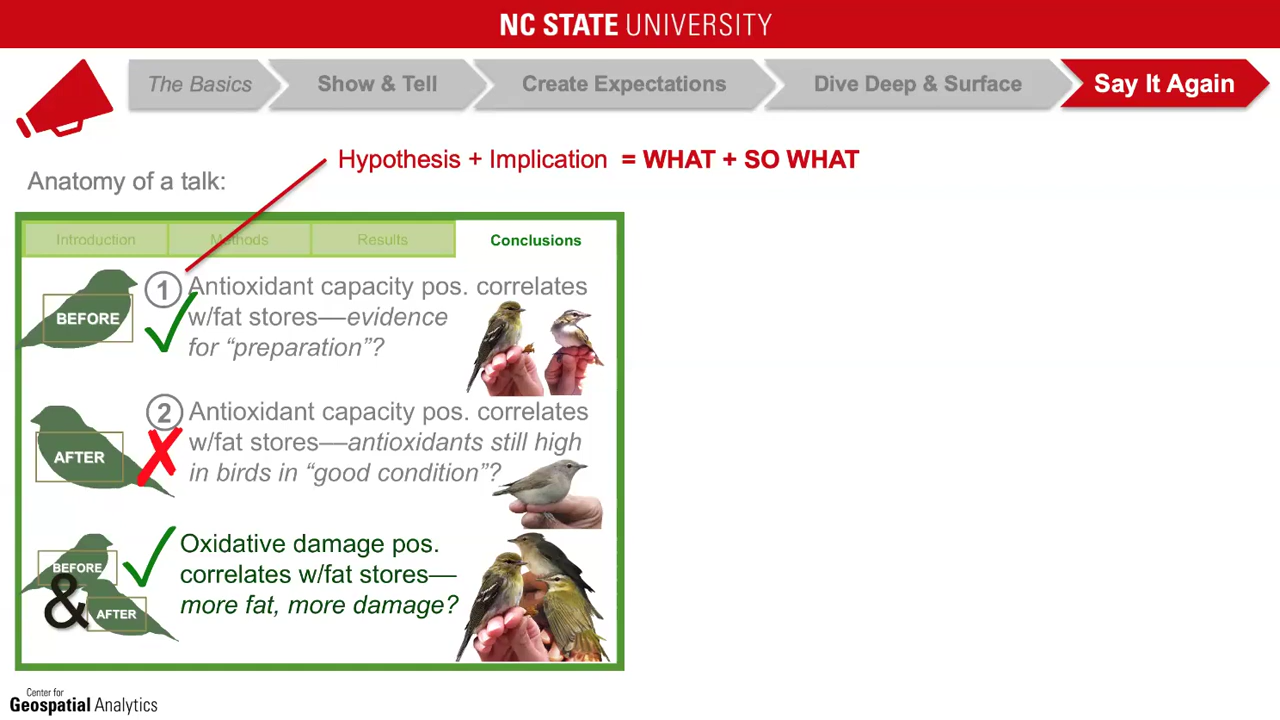 NC STATE UNIVERSITY
The Basics
Show & Tell
Create Expectations
Dive Deep & Surface
Say It Again
Hypothesis + Implication = WHAT + SO WHAT
Anatomy of a talk:
Introduction
Methods
Results
Conclusions
BEFORE
1
Antioxidant capacity pos. correlates
w/fat stores—evidence
for “preparation”?
AFTER
2
Antioxidant capacity pos. correlates
w/fat stores—antioxidants still high
in birds in “good condition”?
BEFORE
&
AFTER
Oxidative damage pos.
correlates w/fat stores—
more fat, more damage?
Center for
Geospatial Analytics